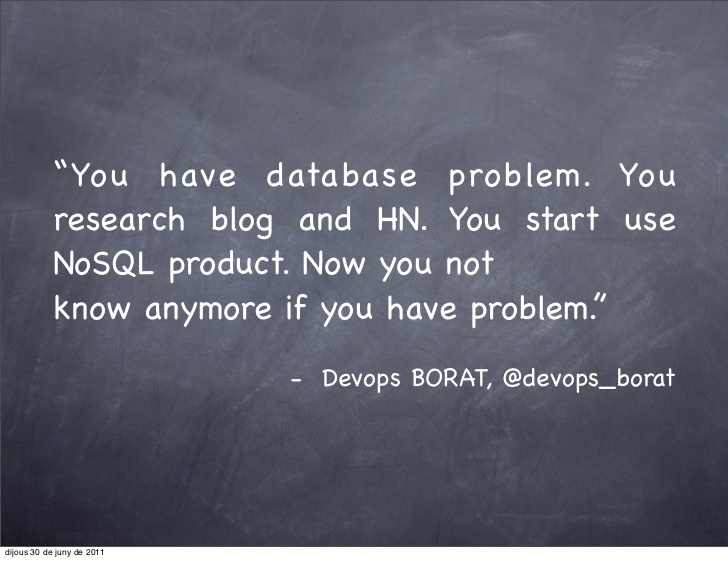 “You have database problem. You
research blog and HN. You start use
NoSQL product. Now you not
know anymore if you have problem.”
- Devops BORAT, @devops_borat
dijous 30 de juny de 2011